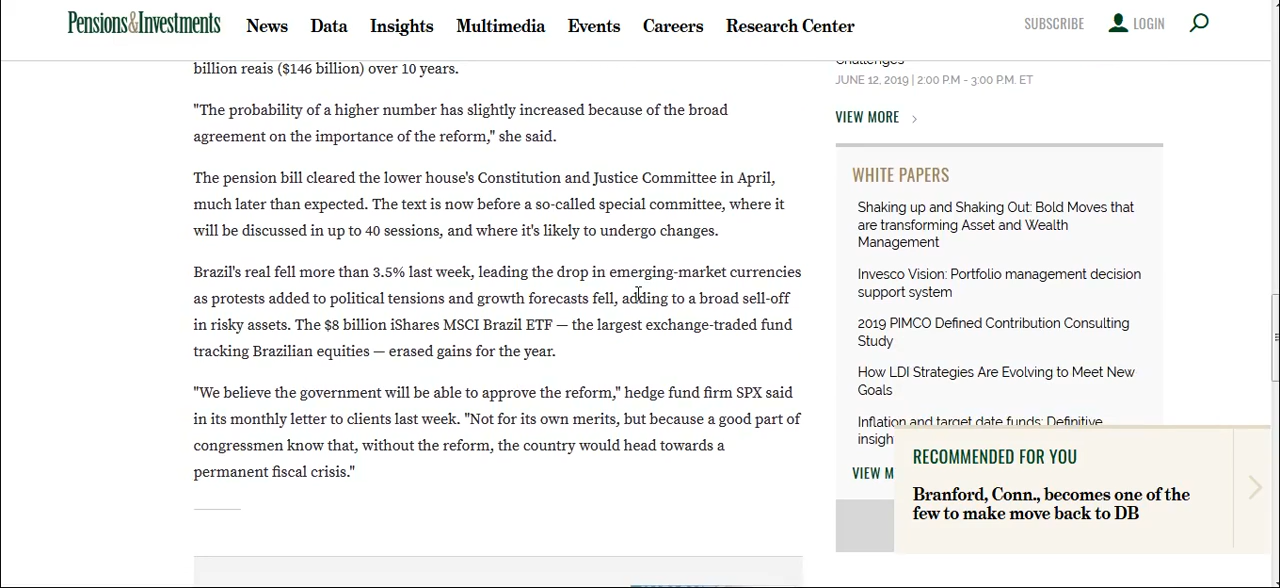 Pensions&Investments
News
Data
Insights
Multimedia
Events
Careers
Research Center
SUBSCRIBE
LOGIN
billion reais ($146 billion) over 10 years.
"The probability of a higher number has slightly increased because of the broad
agreement on the importance of the reform," she said.
The pension bill cleared the lower house's Constitution and Justice Committee in April,
much later than expected. The text is now before a so-called special committee, where it
will be discussed in up to 40 sessions, and where it's likely to undergo changes.
Brazil's real fell more than 3.5% last week, leading the drop in emerging-market currencies
as protests added to political tensions and growth forecasts fell, adding to a broad sell-off
in risky assets. The $8 billion iShares MSCI Brazil ETF — the largest exchange-traded fund
tracking Brazilian equities — erased gains for the year.
"We believe the government will be able to approve the reform," hedge fund firm SPX said
in its monthly letter to clients last week. "Not for its own merits, but because a good part of
congressmen know that, without the reform, the country would head towards a
permanent fiscal crisis."
Challenges
JUNE 12, 2019 | 2:00 P.M - 3:00 P.M. ET
VIEW MORE
WHITE PAPERS
Shaking up and Shaking Out: Bold Moves that
are transforming Asset and Wealth
Management
Invesco Vision: Portfolio management decision
support system
2019 PIMCO Defined Contribution Consulting
Study
How LDI Strategies Are Evolving to Meet New
Goals
Inflation and target date funds: Definitive
insigh
VIEW M
RECOMMENDED FOR YOU
Branford, Conn., becomes one of the
few to make move back to DB